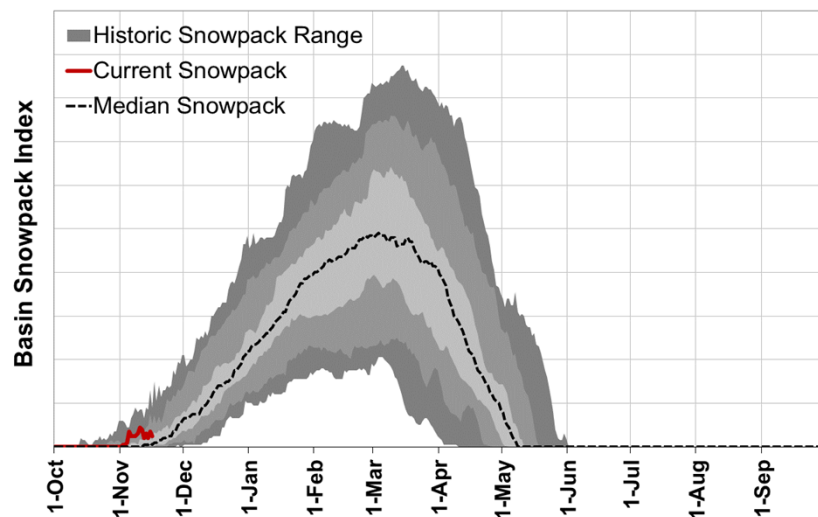 Historic Snowpack Range
Current Snowpack
Median Snowpack
Basin Snowpack Index
1-Oct
1-Nov
1-Dec
1-Jan
1-Feb
1-Mar
1-Apr
1-May
1-Jun
1-Jul
1-Aug
1-Sep